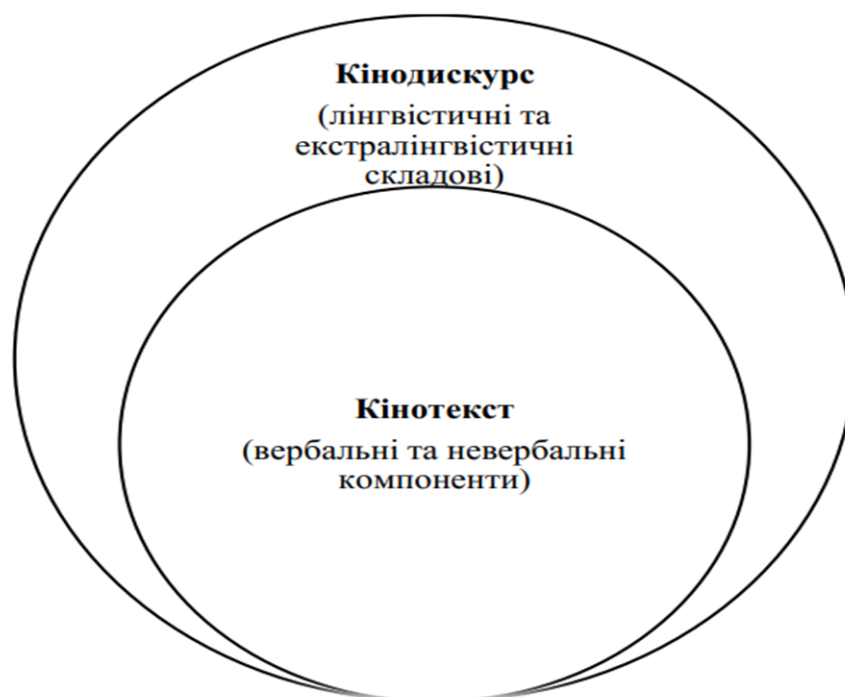 Кінодискурс
(лінгвістичні та
екстралінгвістичні
складові)
Кінотекст
(вербальні та невербальні
компоненти)